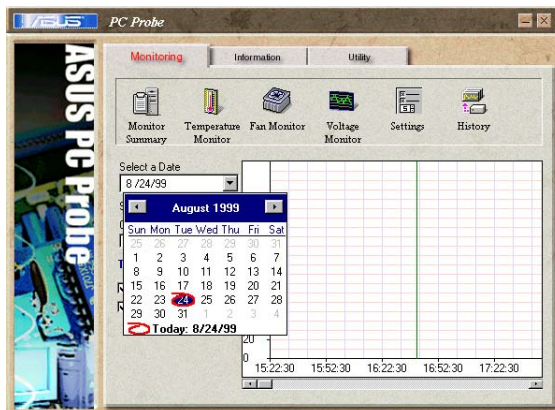 ASUS PC Probe
ASUS PC Probe
Monitoring Information Utility
Monitor Summary
Temperature Monitor
Fan Monitor
Voltage Monitor
Settings
History
Select a Date
8 /24/99
August 1999
Sun Mon Tue Wed Thu Fri Sat
25 26 27 28 29 30 31
1 2 3 4 5 6 7
8 9 10 11 12 13 14
15 16 17 18 19 20 21
22 23 24 25 26 27 28
29 30 31 1 2 3 4
Today: 8/24/99
20
0
15:22:30 15:52:30 16:22:30 16:52:30 17:22:30